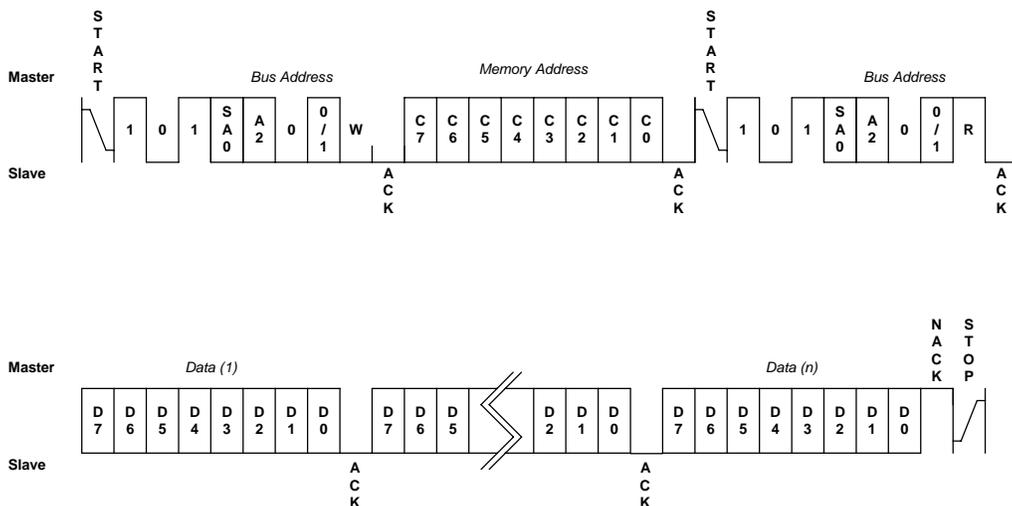 START
START
Master
Bus Address
Memory Address
Bus Address
1 0 1 SA0 A2 0 0/1 W C7 C6 C5 C4 C3 C2 C1 C0 1 0 1 SA0 A2 0 0/1 R
Slave
ACK
ACK
ACK
NACK
STOP
Master
Data (1)
Data (n)
D7 D6 D5 D4 D3 D2 D1 D0 D7 D6 D5 D2 D1 D0 D7 D6 D5 D4 D3 D2 D1 D0
Slave
ACK
ACK